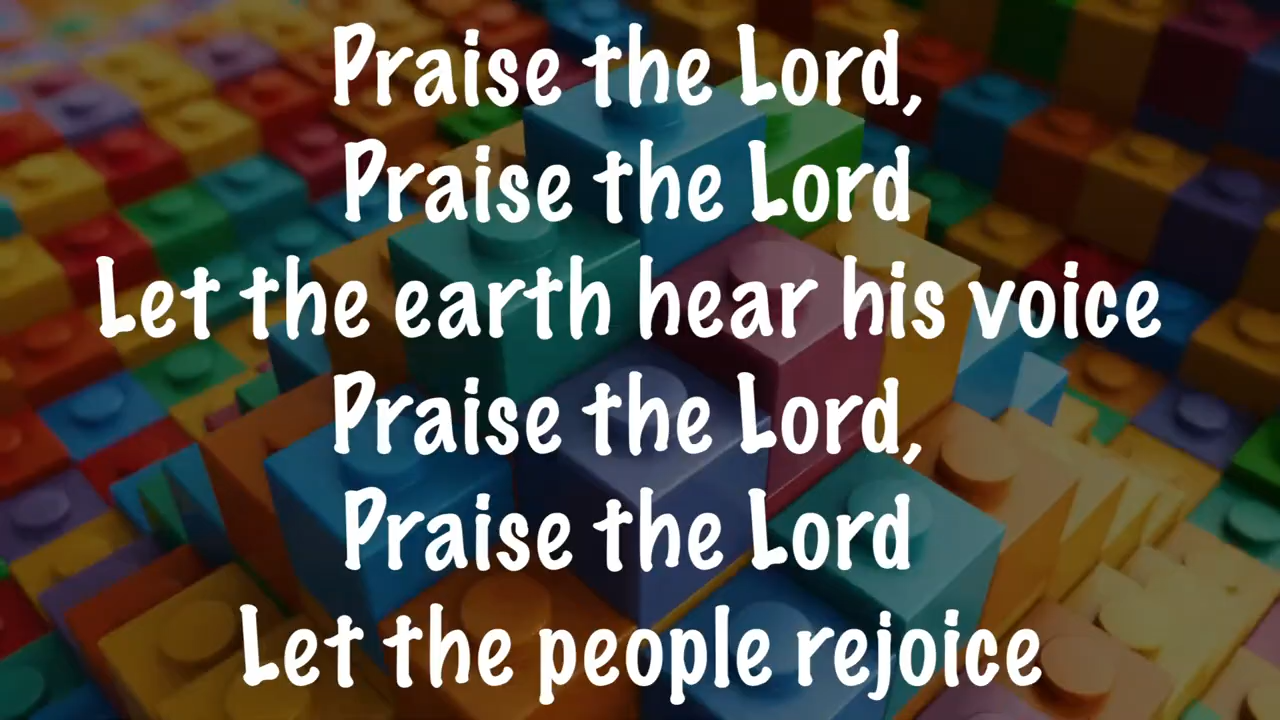 Praise the Lord,
Praise the Lord
Let the earth hear his voice
Praise the Lord,
Praise the Lord
Let the people rejoice